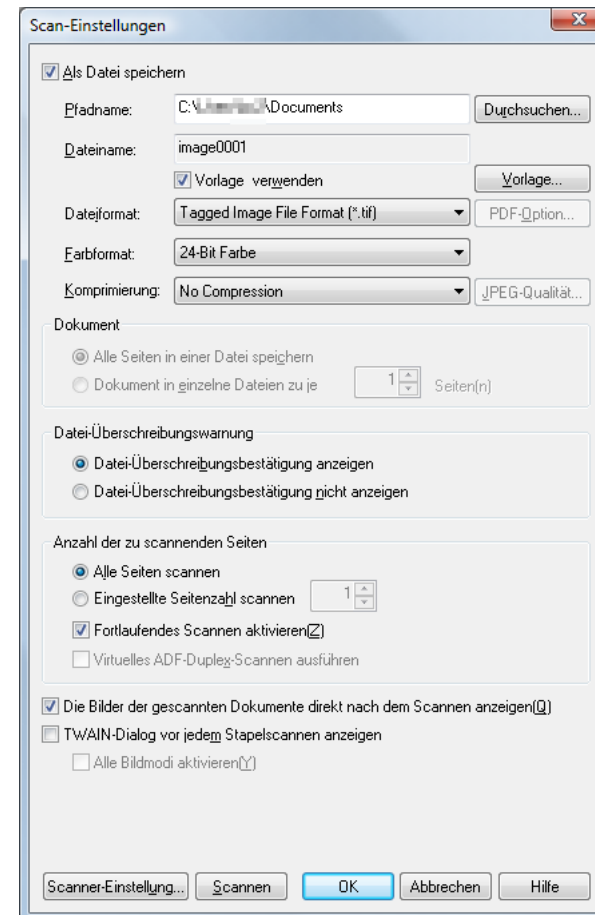 Scan-Einstellungen
Als Datei speichern
Pfadname: C:\ \Documents Durchsuchen...
Dateiname: image0001
Vorlage verwenden Vorlage...
Dateiformat: Tagged Image File Format (*.tif) PDF-Option...
Farbformat: 24-Bit Farbe
Komprimierung: No Compression JPEG-Qualität...
Dokument
Alle Seiten in einer Datei speichern
Dokument in einzelne Dateien zu je 1 Seiten(n)
Datei-Überschreibungswarnung
Datei-Überschreibungsbestätigung anzeigen
Datei-Überschreibungsbestätigung nicht anzeigen
Anzahl der zu scannenden Seiten
Alle Seiten scannen
Eingestellte Seitenzahl scannen 1
Fortlaufendes Scannen aktivieren(Z)
Virtuelles ADF-Duplex-Scannen ausführen
Die Bilder der gescannten Dokumente direkt nach dem Scannen anzeigen(Q)
TWAIN-Dialog vor jedem Stapelscannen anzeigen
Alle Bildmodi aktivieren(Y)
Scanner-Einstellung... Scannen OK Abbrechen Hilfe